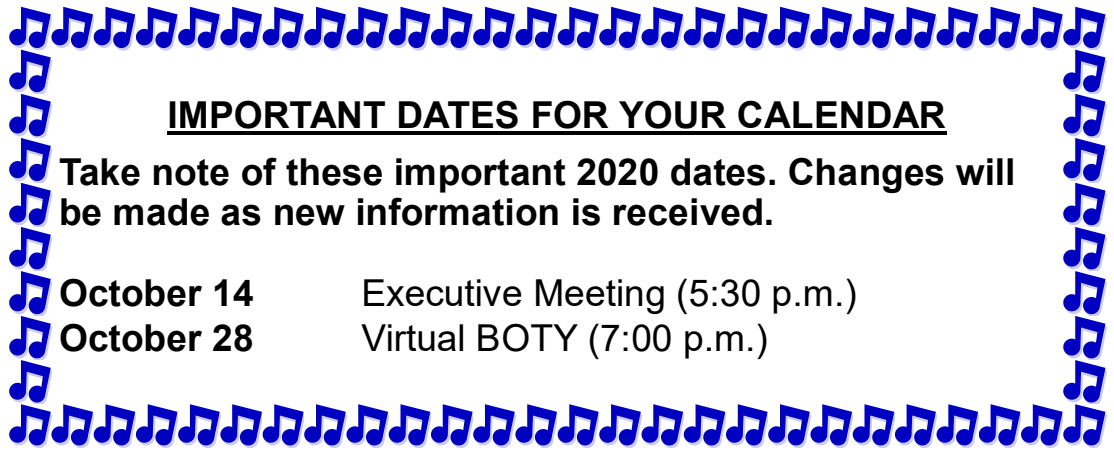 IMPORTANT DATES FOR YOUR CALENDAR
Take note of these important 2020 dates. Changes will
be made as new information is received.
October 14 Executive Meeting (5:30 p.m.)
October 28 Virtual BOTY (7:00 p.m.)